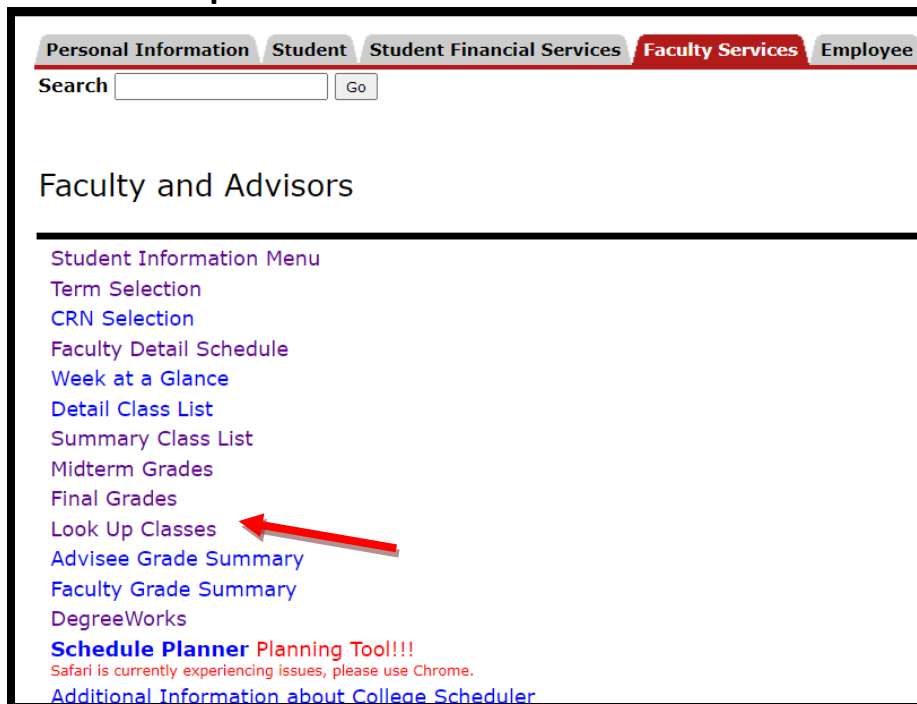 Personal Information Student Student Financial Services Faculty Services Employee
Search Go
Faculty and Advisors
Student Information Menu
Term Selection
CRN Selection
Faculty Detail Schedule
Week at a Glance
Detail Class List
Summary Class List
Midterm Grades
Final Grades
Look Up Classes
Advisee Grade Summary
Faculty Grade Summary
DegreeWorks
Schedule Planner Planning Tool!!!
Safari is currently experiencing issues, please use Chrome.
Additional Information about College Scheduler